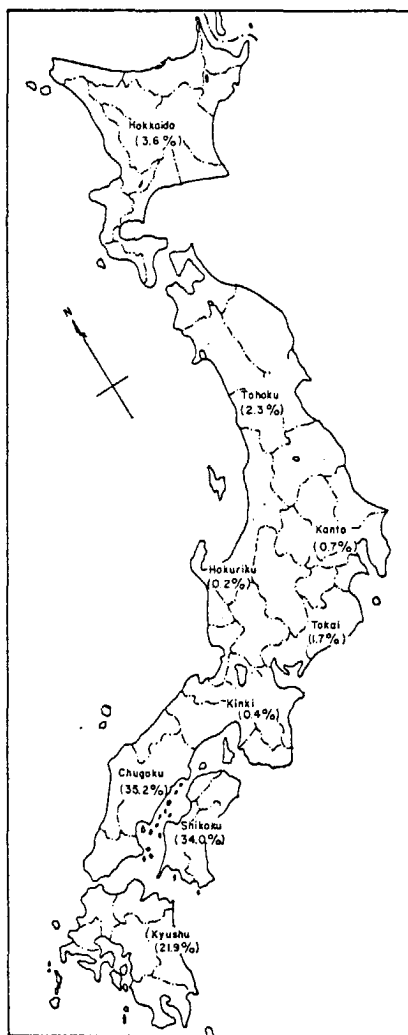 Hokkaido
(3.6%)
N
Tohoku
(2.3%)
Kanto
(0.7%)
Hokuriku
(0.2%)
Tokai
(1.7%)
Kinki
(0.4%)
Chugoku
(35.2%)
Shikoku
(34.0%)
Kyushu
(21.9%)